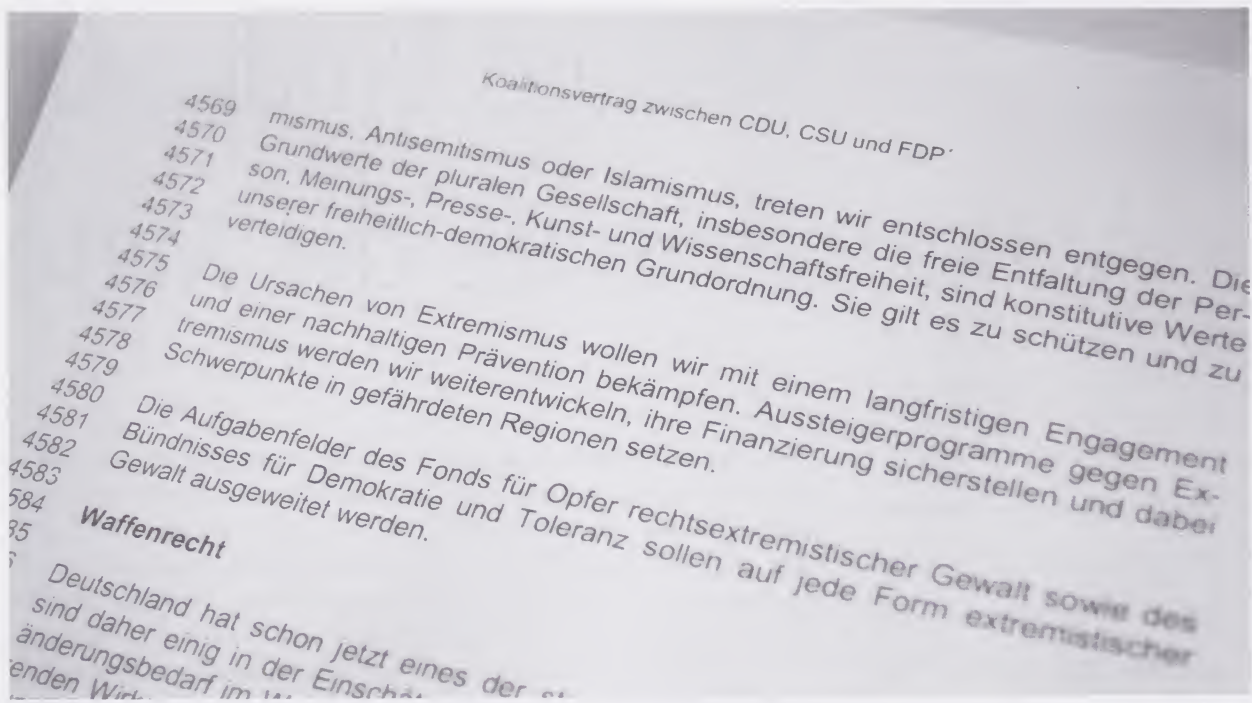 Koalitionsvertrag zwischen CDU, CSU und FDP
4569 mismus, Antisemitismus oder Islamismus, treten wir entschlossen entgegen. Die
4570 Grundwerte der pluralen Gesellschaft, insbesondere die freie Entfaltung der Per-
4571 son, Meinungs-, Presse-, Kunst- und Wissenschaftsfreiheit, sind konstitutive Werte
4572 unserer freiheitlich-demokratischen Grundordnung. Sie gilt es zu schützen und zu
4573 verteidigen.
4574
4575 Die Ursachen von Extremismus wollen wir mit einem langfristigen Engagement
4576 und einer nachhaltigen Prävention bekämpfen. Aussteigerprogramme gegen Ex-
4577 tremismus werden wir weiterentwickeln, ihre Finanzierung sicherstellen und dabei
4578 Schwerpunkte in gefährdeten Regionen setzen.
4579
4580 Die Aufgabenfelder des Fonds für Opfer rechtsextremistischer Gewalt sowie des
4581 Bündnisses für Demokratie und Toleranz sollen auf jede Form extremistischer
4582 Gewalt ausgeweitet werden.
4583
584 Waffenrecht
85
Deutschland hat schon jetzt eines der
sind daher einig in der
änderungsbedarf im
enden